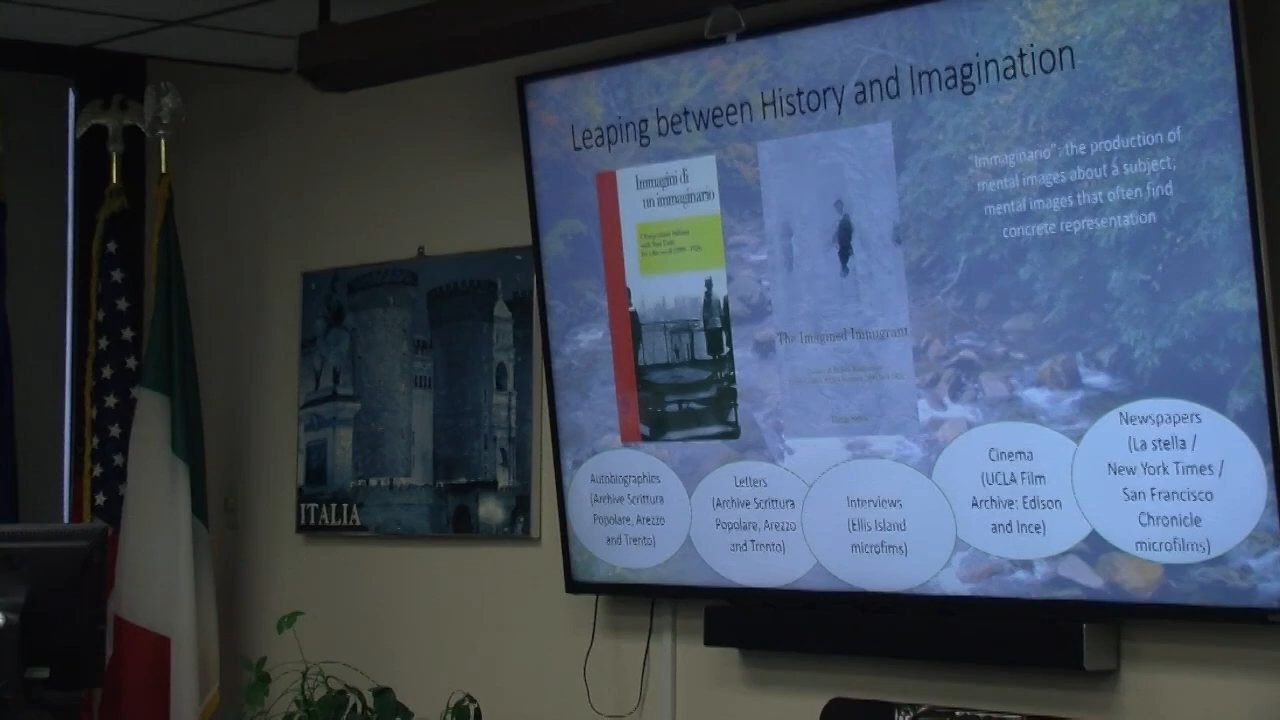 Leaping between History and Imagination
Immagini di
un immaginario
The Imagined Immigrant
"Immaginario": the production of
mental images about a subject;
mental images that often find
concrete representation
Autobiographies
(Archive Scrittura
Popolare, Arezzo
and Trento)
Letters
(Archive Scrittura
Popolare, Arezzo
and Trento)
Interviews
(Ellis Island
microfims)
Cinema
(UCLA Film
Archive: Edison
and Ince)
Newspapers
(La stella /
New York Times /
San Francisco
Chronicle
microfilms)
ITALIA